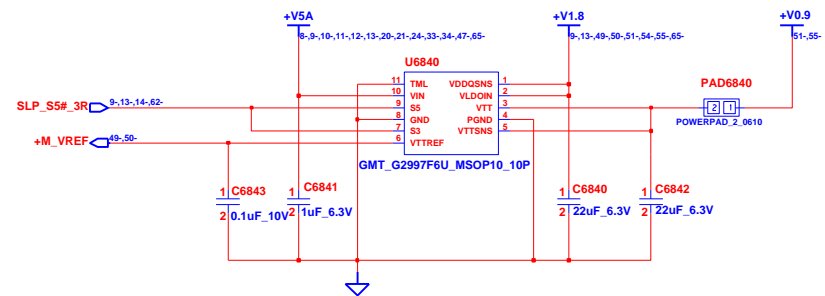 +V5A
8-,9-,10-,11-,12-,13-,20-,21-,24-,33-,34-,47-,65-
+V1.8
9-,13-,49-,50-,51-,54-,55-,65-
+V0.9
51-,55-
U6840
11 TML VDDQSNS 1
10 VIN VLDOIN 2
9 S5 VTT 3
8 GND PGND 4
7 S3 VTTSNS 5
6 VTTREF
GMT_G2997F6U_MSOP10_10P
SLP_S5#_3R 9-,13-,14-,62-
+M_VREF 49-,50-
PAD6840
2 1
POWERPAD_2_0610
1 C6843
2 0.1uF_10V
1 C6841
2 1uF_6.3V
1 C6840
2 22uF_6.3V
1 C6842
2 22uF_6.3V